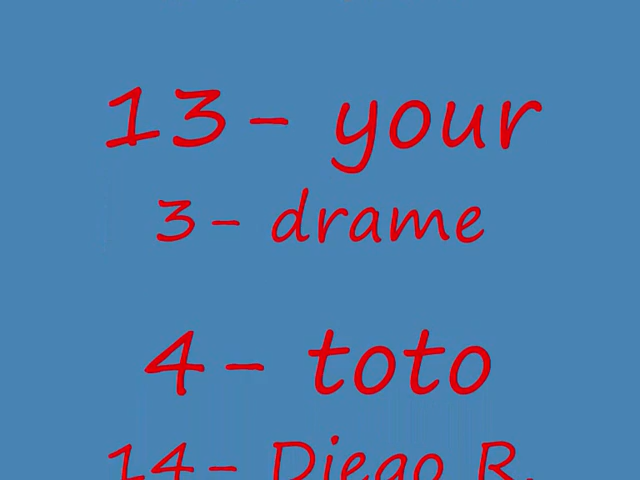 13- your
3- drame
4- toto
14- Diego R.